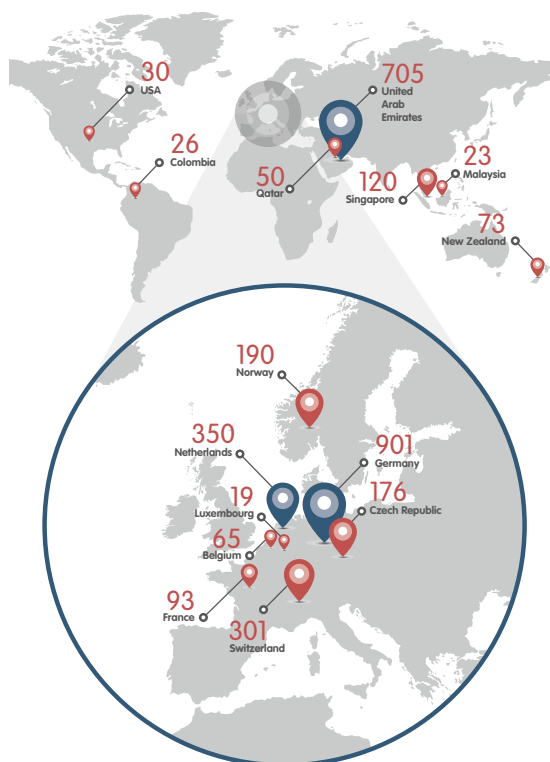 30
USA
705
United
Arab
Emirates
26
Colombia
50
Qatar
120
Singapore
23
Malaysia
73
New Zealand
190
Norway
350
Netherlands
901
Germany
19
Luxembourg
176
Czech Republic
65
Belgium
93
France
301
Switzerland